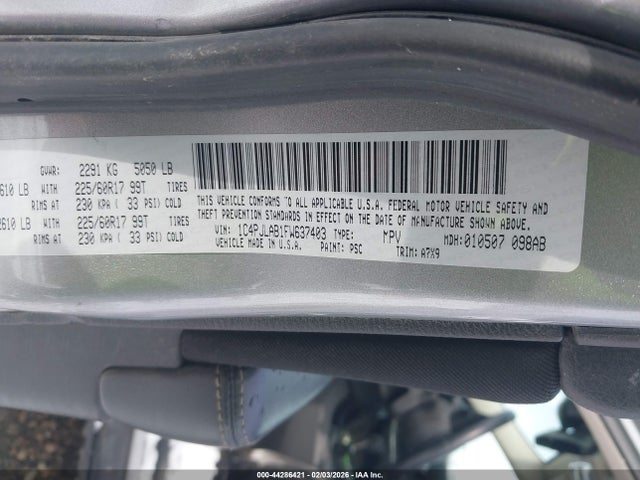 GVWR: 2291 KG 5050 LB
610 LB WITH 225/60R17 99T TIRES
RIMS AT 230 KPA ( 33 PSI) COLD
2610 LB WITH 225/60R17 99T TIRES
RIMS AT 230 KPA ( 33 PSI) COLD
THIS VEHICLE CONFORMS TO ALL APPLICABLE U.S.A. FEDERAL MOTOR VEHICLE SAFETY AND
THEFT PREVENTION STANDARDS IN EFFECT ON THE DATE OF MANUFACTURE SHOWN ABOVE.
VIN: 1C4PJLAB1FW637403 TYPE: MPV MDH: 010507 098AB
C VEHICLE MADE IN U.S.A. PAINT: PSC TRIM: A7X9
000-44286421 - 02/03/2026 - IAA Inc.